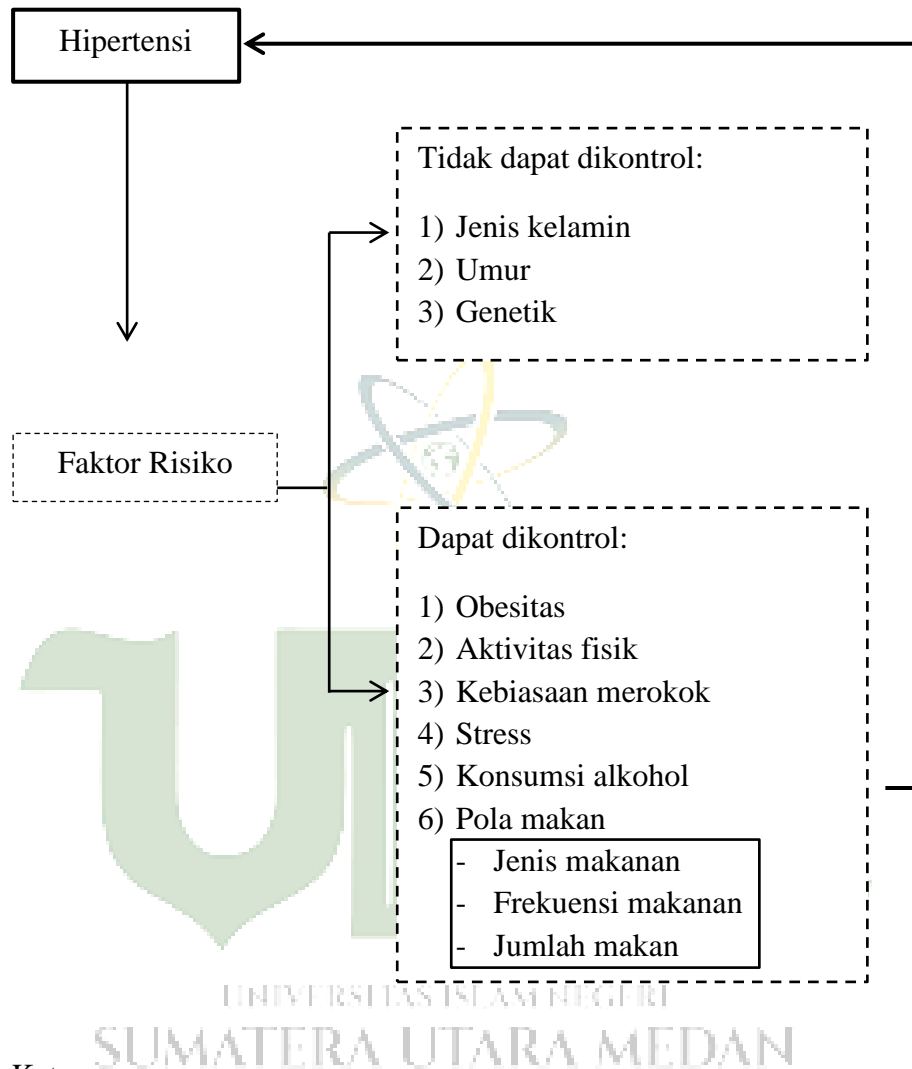 Hipertensi
Tidak dapat dikontrol:
1) Jenis kelamin
2) Umur
3) Genetik
Faktor Risiko
Dapat dikontrol:
1) Obesitas
2) Aktivitas fisik
3) Kebiasaan merokok
4) Stress
5) Konsumsi alkohol
6) Pola makan
- Jenis makanan
- Frekuensi makanan
- Jumlah makan
UNIVERSITAS ISLAM NEGERI
SUMATERA UTARA MEDAN